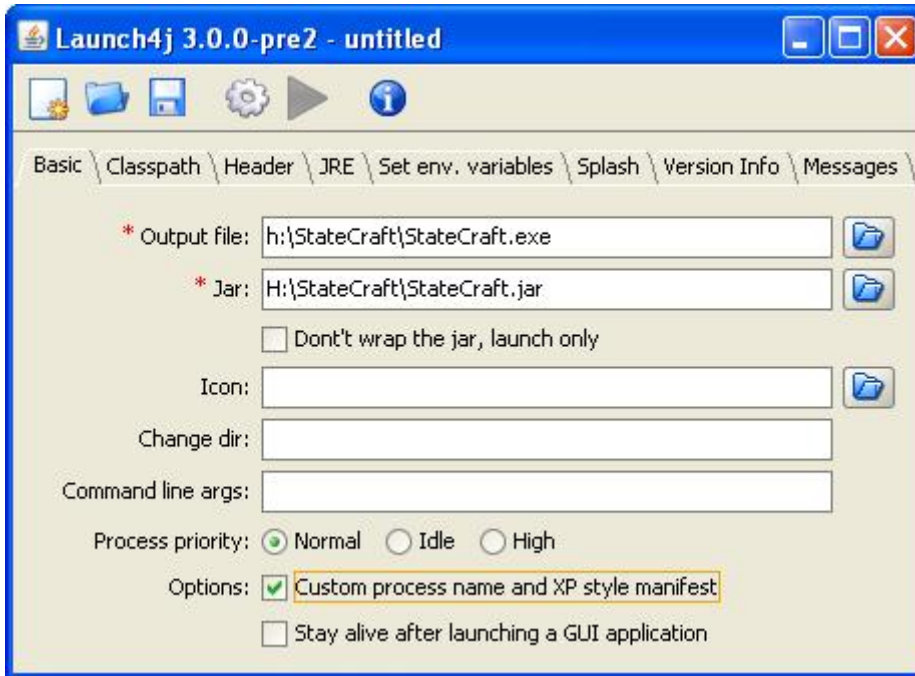 Launch4j 3.0.0-pre2 - untitled
Basic Classpath Header JRE Set env. variables Splash Version Info Messages
* Output file: h:\StateCraft\StateCraft.exe
* Jar: H:\StateCraft\StateCraft.jar
Dont't wrap the jar, launch only
Icon:
Change dir:
Command line args:
Process priority: Normal Idle High
Options: Custom process name and XP style manifest
Stay alive after launching a GUI application